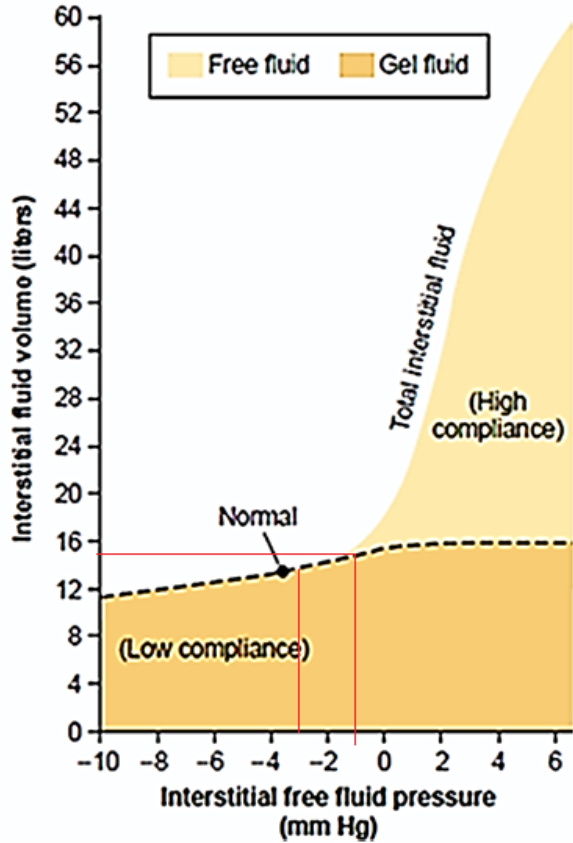 Free fluid
Gel fluid
Interstitial fluid volumo (liters)
60
56
52
48
44
40
36
32
28
24
20
16
12
8
4
0
Total interstitial fluid
(High
compliance)
Normal
(Low compliance)
–10
–8
–6
–4
–2
0
2
4
6
Interstitial free fluid pressure
(mm Hg)